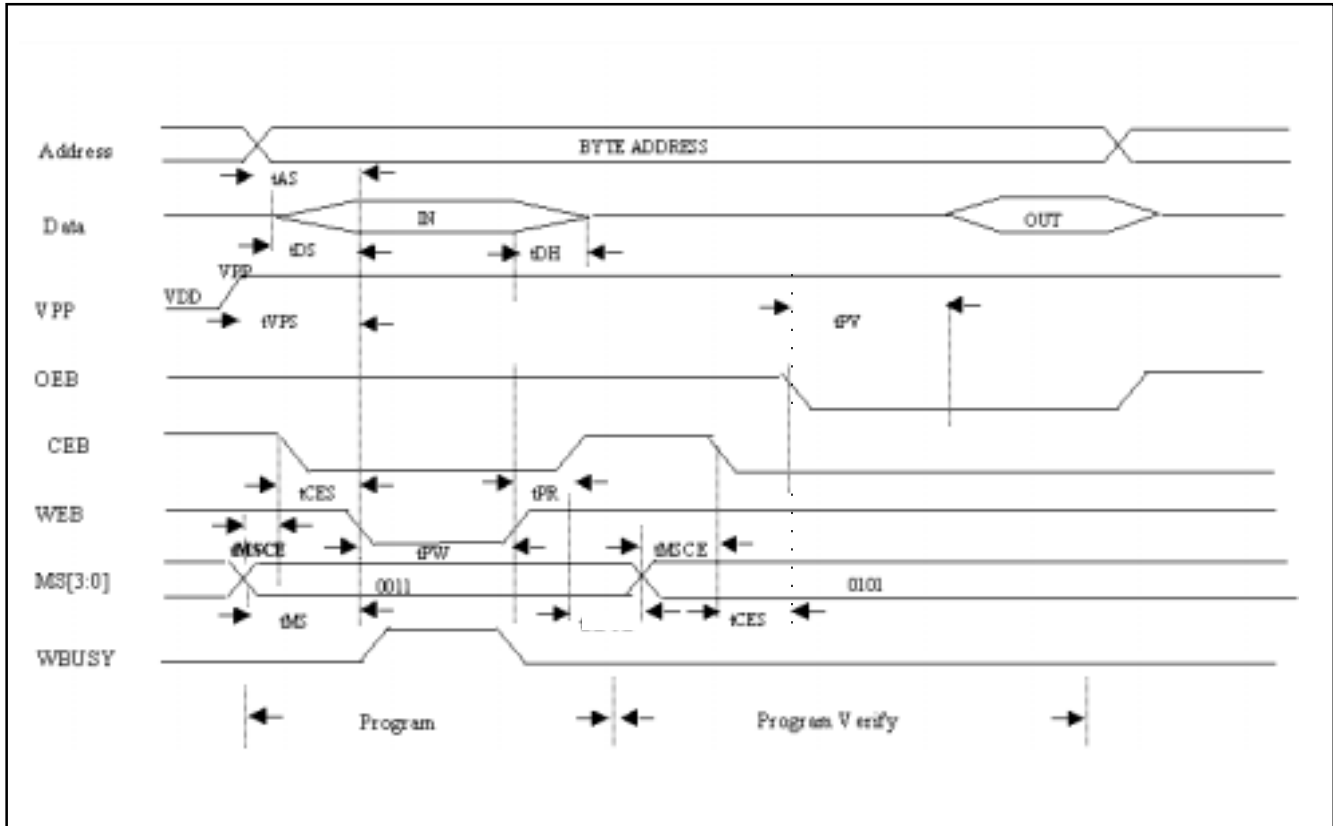 Address
BYTE ADDRESS
tAS
Data
IN
OUT
tDS
tDH
VPP
VDD
VPP
tVPS
tPV
OEB
CEB
tCES
tPR
WEB
tMSCE
tPW
tMSCE
MS[3:0]
0011
0101
tMS
tCES
WBUSY
Program
Program Verify